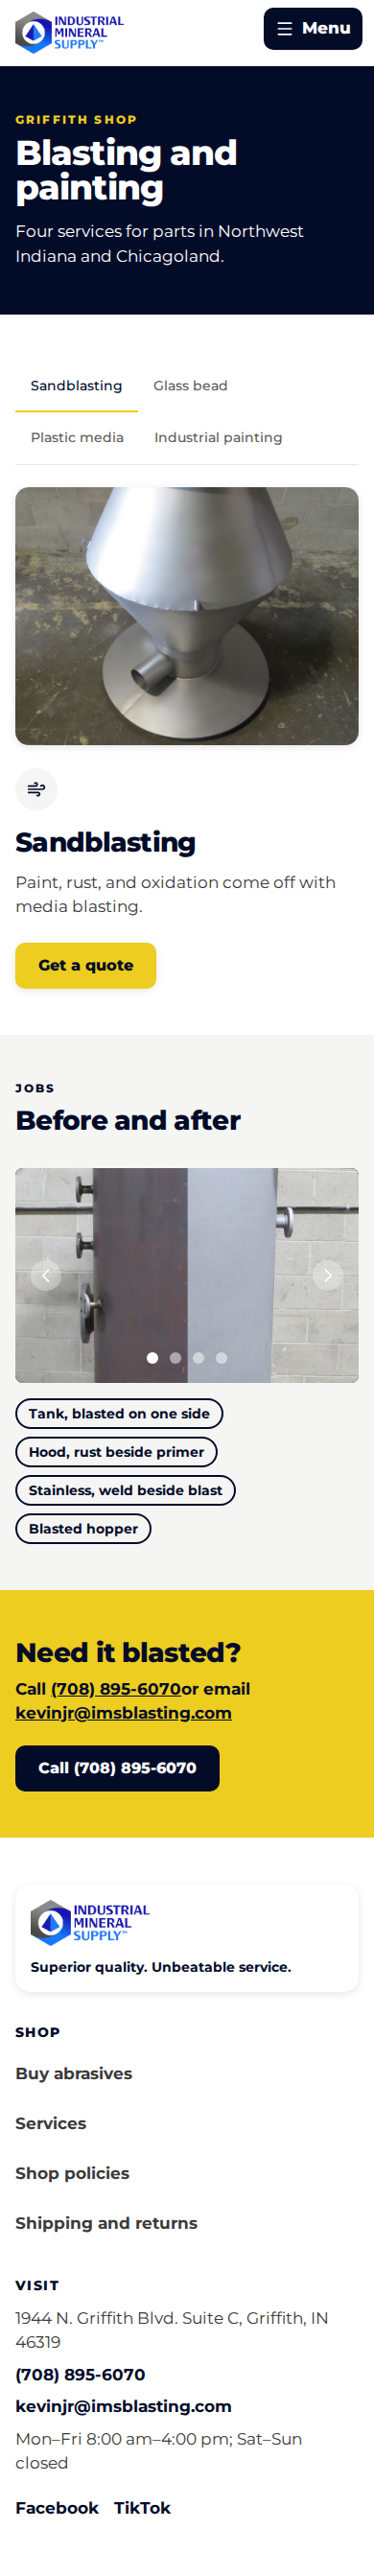 INDUSTRIAL
MINERAL
SUPPLY™
Menu
GRIFFITH SHOP
Blasting and
painting
Four services for parts in Northwest
Indiana and Chicagoland.
Sandblasting
Glass bead
Plastic media
Industrial painting
Sandblasting
Paint, rust, and oxidation come off with
media blasting.
Get a quote
JOBS
Before and after
Tank, blasted on one side
Hood, rust beside primer
Stainless, weld beside blast
Blasted hopper
Need it blasted?
Call (708) 895-6070or email
kevinjr@imsblasting.com
Call (708) 895-6070
INDUSTRIAL
MINERAL
SUPPLY™
Superior quality. Unbeatable service.
SHOP
Buy abrasives
Services
Shop policies
Shipping and returns
VISIT
1944 N. Griffith Blvd. Suite C, Griffith, IN
46319
(708) 895-6070
kevinjr@imsblasting.com
Mon–Fri 8:00 am–4:00 pm; Sat–Sun
closed
Facebook TikTok